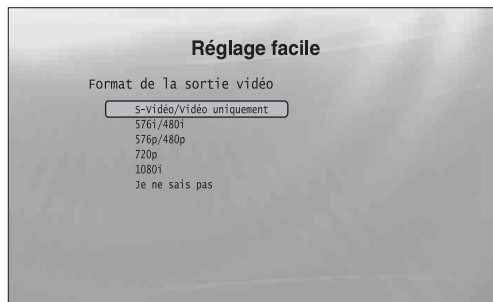 Réglage facile
Format de la sortie vidéo
S-Vidéo/Vidéo uniquement
576i/480i
576p/480p
720p
1080i
Je ne sais pas